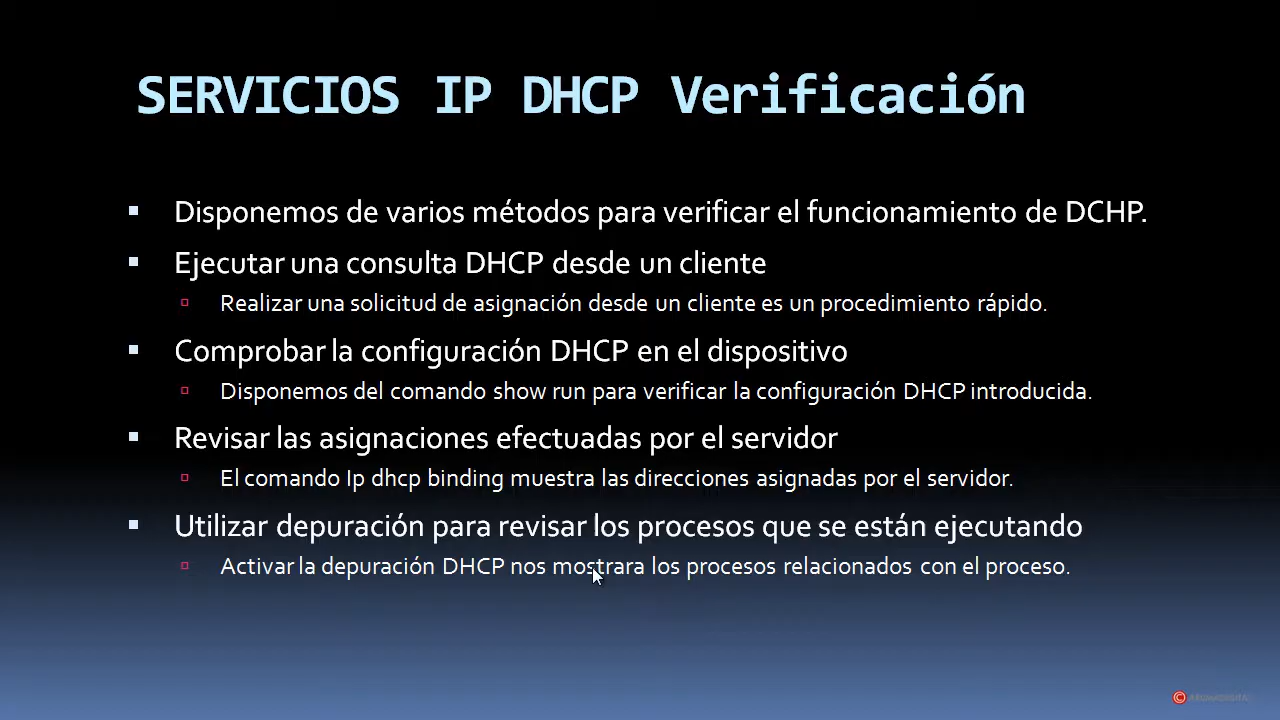 SERVICIOS IP DHCP Verificación
Disponemos de varios métodos para verificar el funcionamiento de DCHP.
Ejecutar una consulta DHCP desde un cliente
Realizar una solicitud de asignación desde un cliente es un procedimiento rápido.
Comprobar la configuración DHCP en el dispositivo
Disponemos del comando show run para verificar la configuración DHCP introducida.
Revisar las asignaciones efectuadas por el servidor
El comando Ip dhcp binding muestra las direcciones asignadas por el servidor.
Utilizar depuración para revisar los procesos que se están ejecutando
Activar la depuración DHCP nos mostrara los procesos relacionados con el proceso.
©